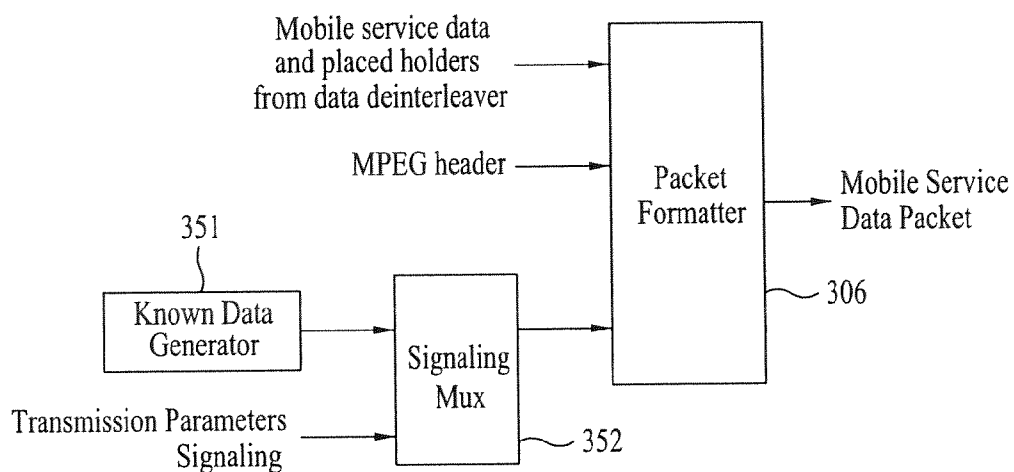 Mobile service data
and placed holders
from data deinterleaver
MPEG header
Packet
Formatter
Mobile Service
Data Packet
306
351
Known Data
Generator
Signaling
Mux
352
Transmission Parameters
Signaling